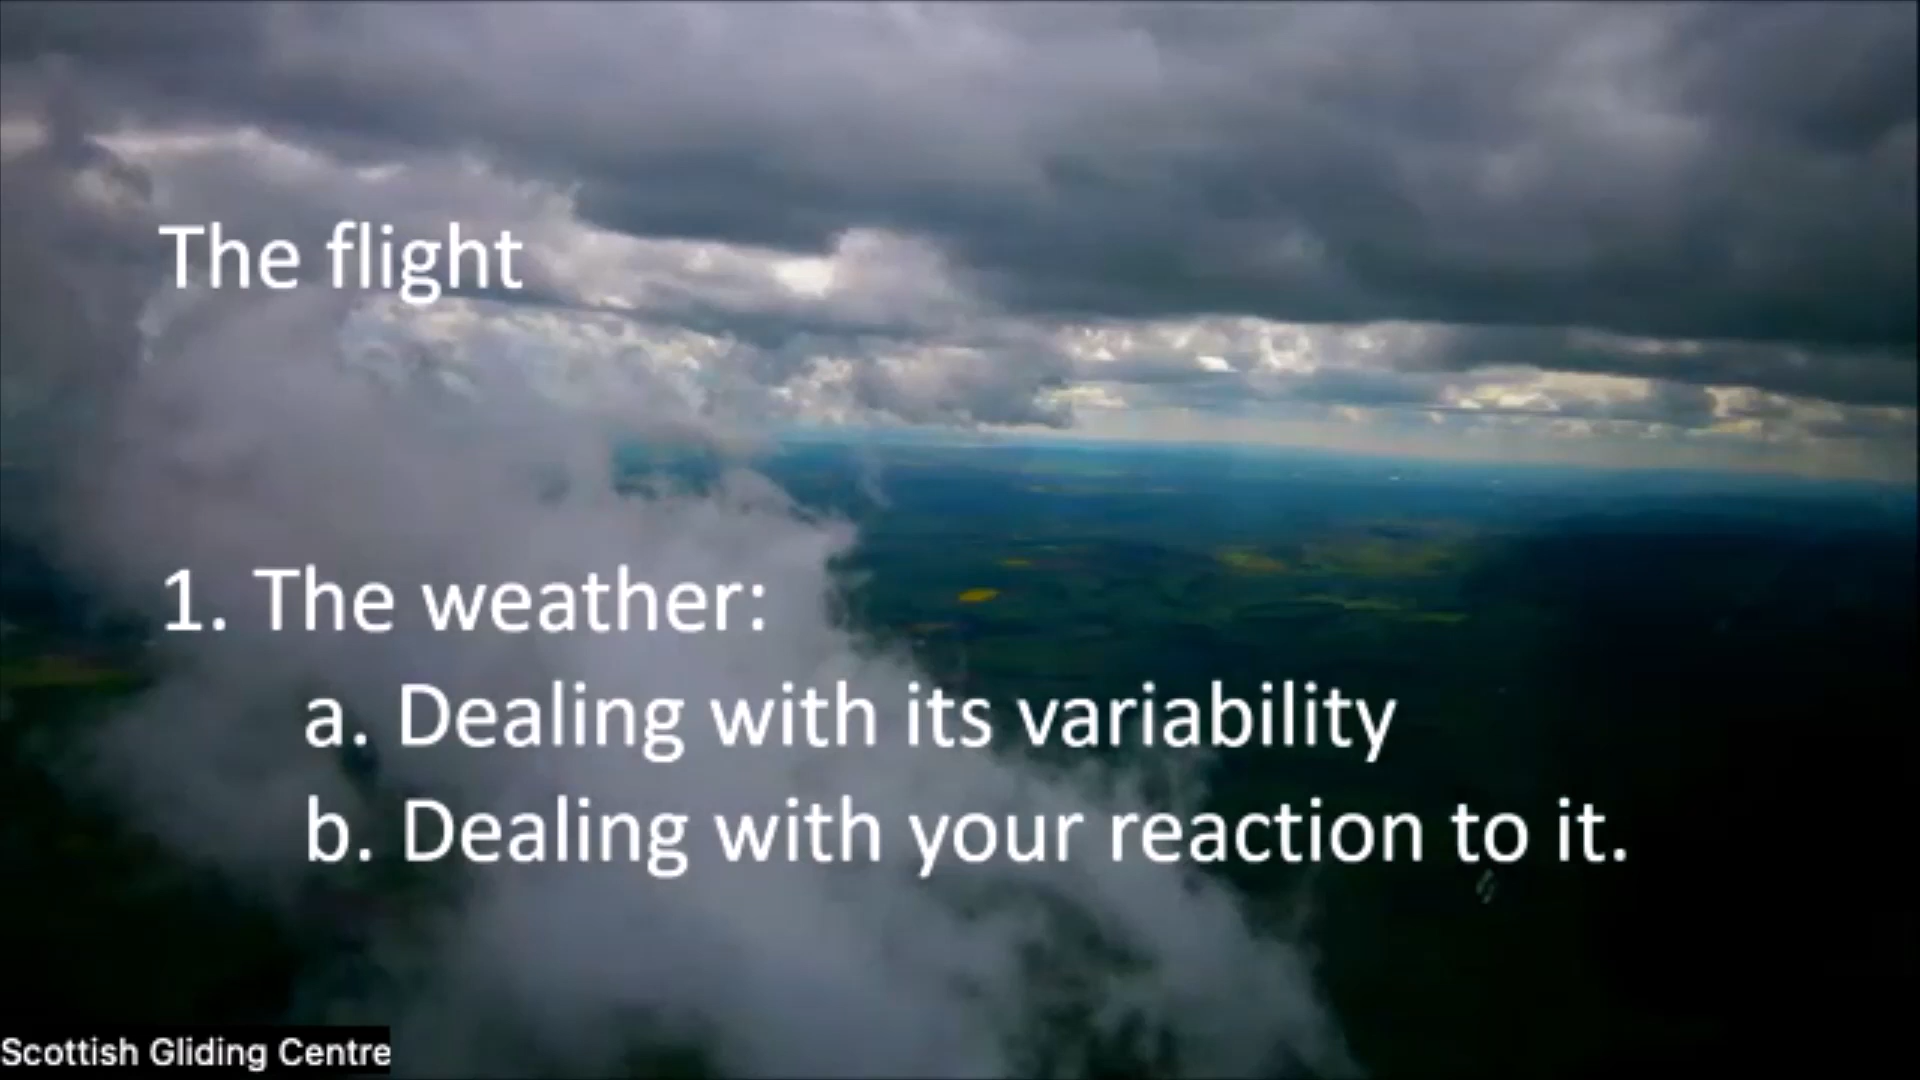 The flight
1. The weather:
a. Dealing with its variability
b. Dealing with your reaction to it.
Scottish Gliding Centre